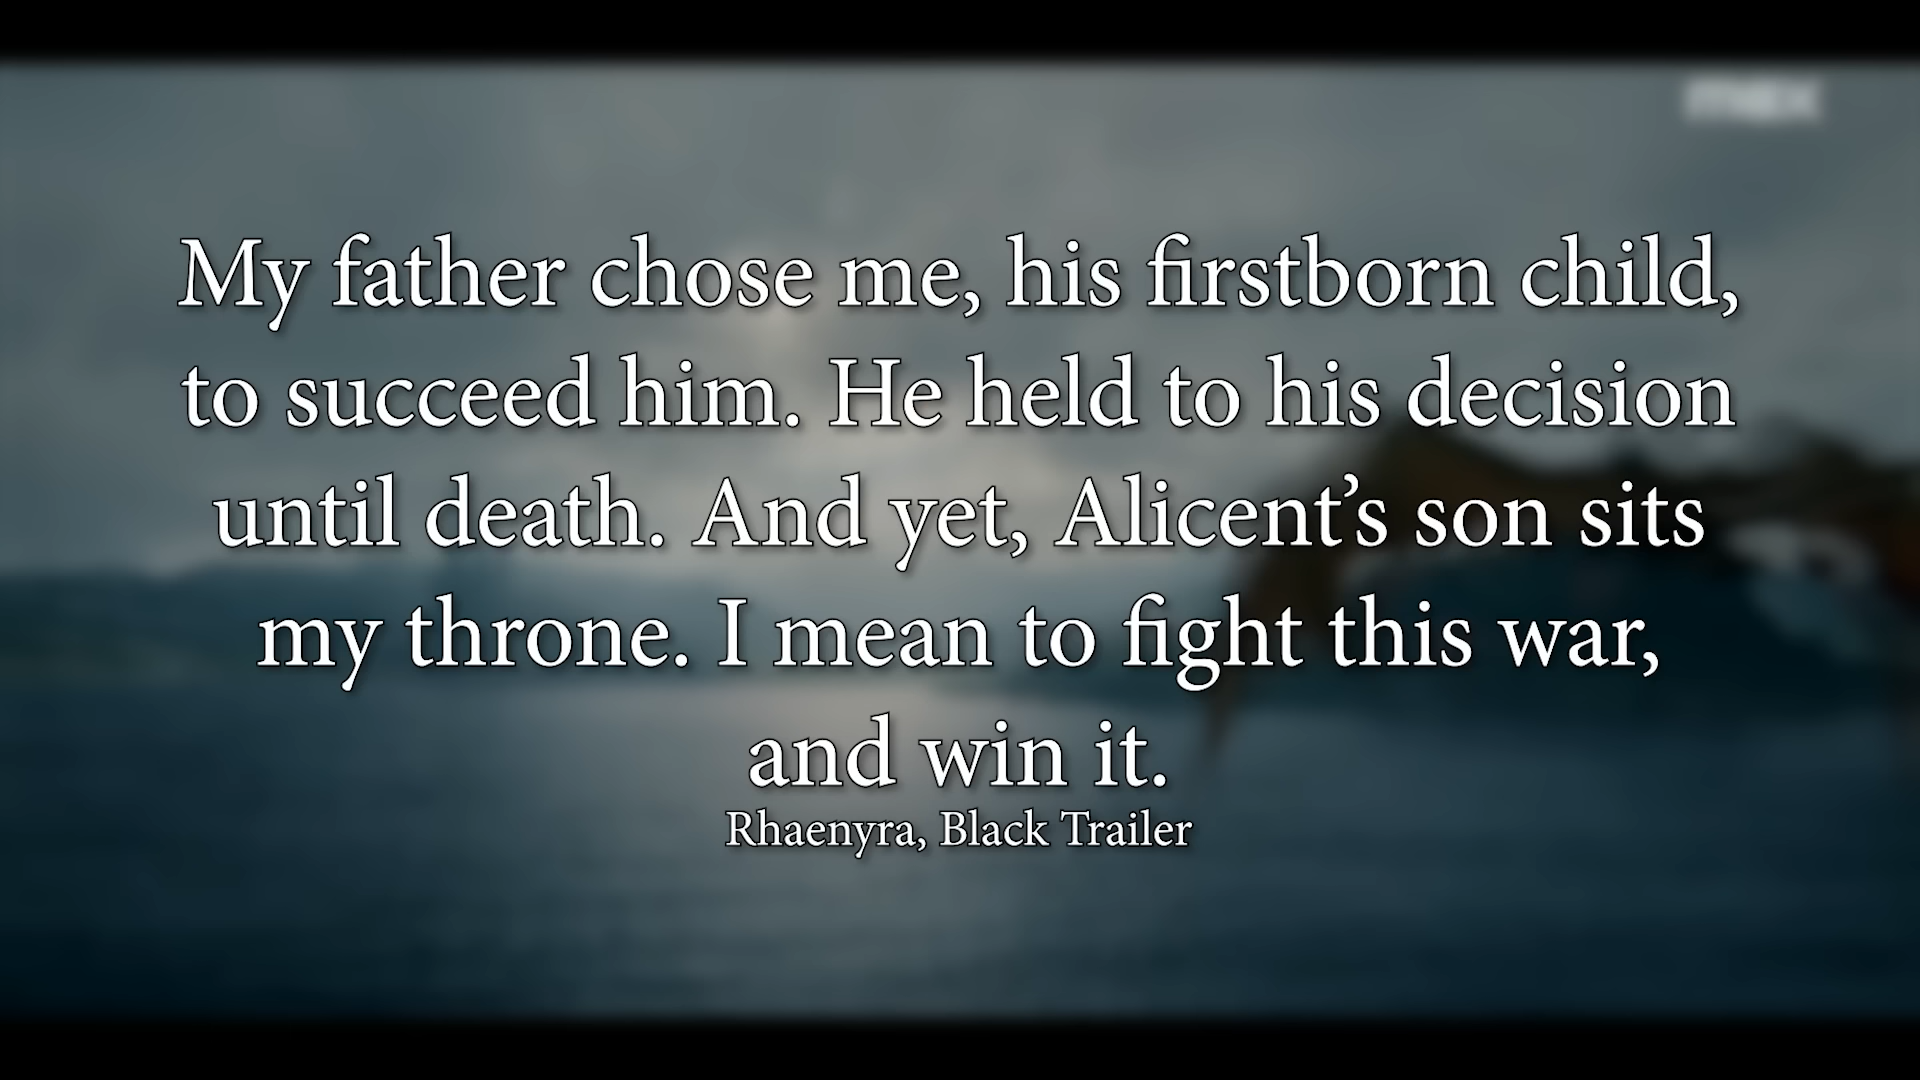 max
My father chose me, his firstborn child,
to succeed him. He held to his decision
until death. And yet, Alicent’s son sits
my throne. I mean to fight this war,
and win it.
Rhaenyra, Black Trailer